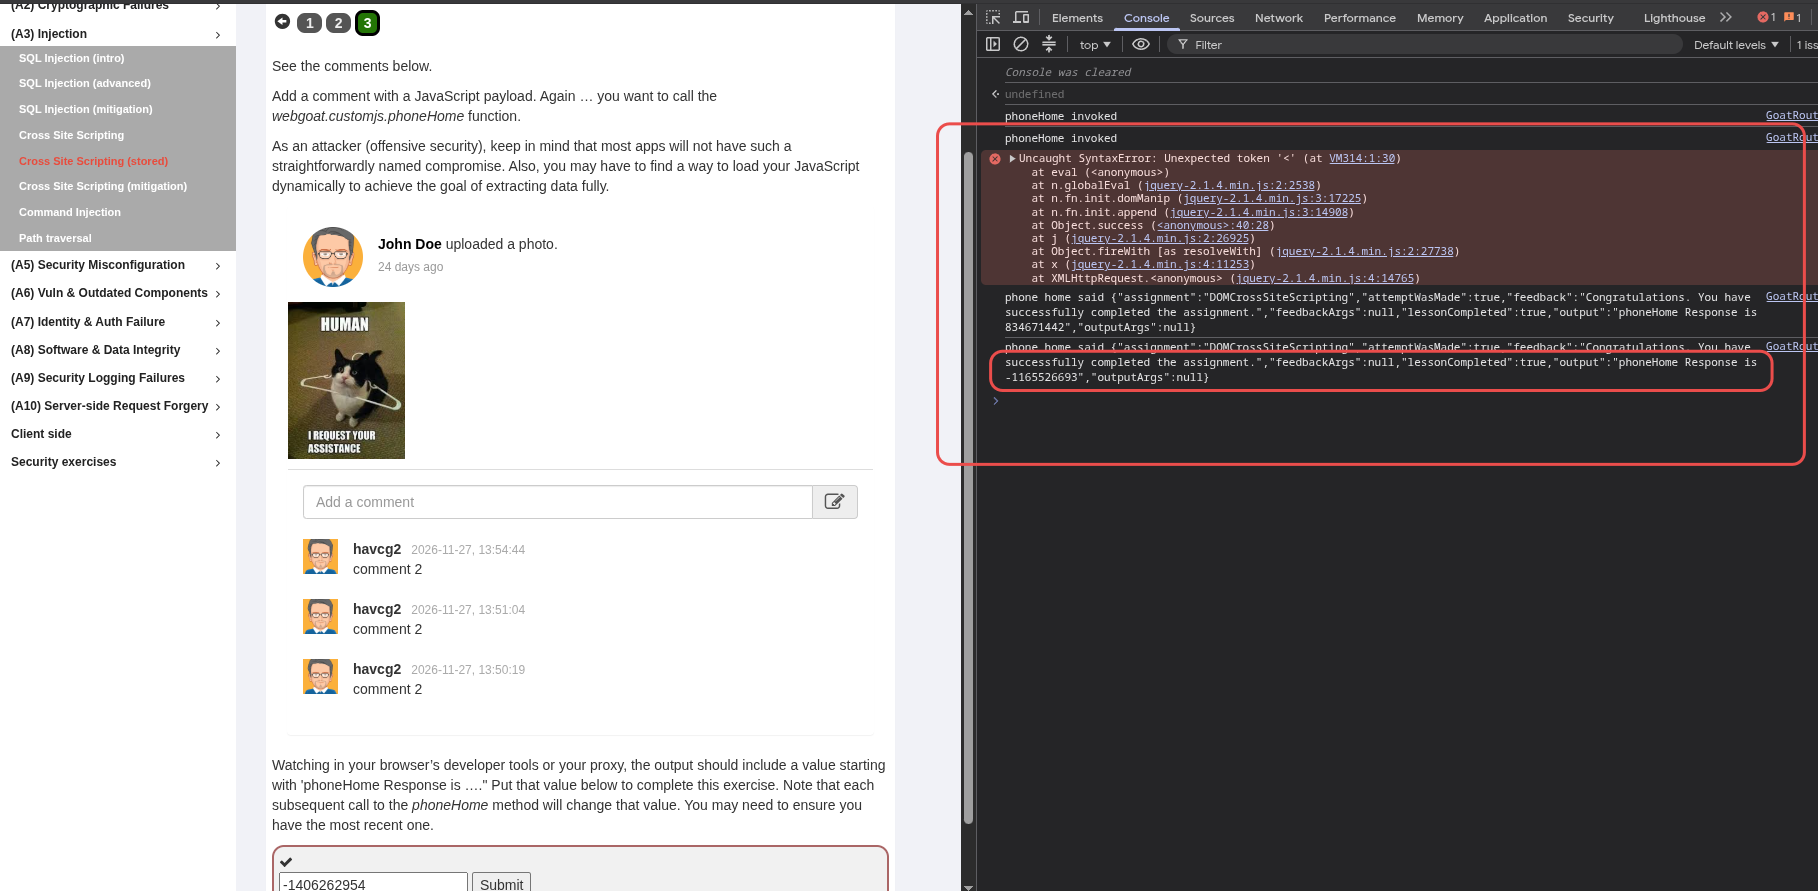 (A2) Cryptographic Failures
(A3) Injection
SQL Injection (intro)
SQL Injection (advanced)
SQL Injection (mitigation)
Cross Site Scripting
Cross Site Scripting (stored)
Cross Site Scripting (mitigation)
Command Injection
Path traversal
(A5) Security Misconfiguration
(A6) Vuln & Outdated Components
(A7) Identity & Auth Failure
(A8) Software & Data Integrity
(A9) Security Logging Failures
(A10) Server-side Request Forgery
Client side
Security exercises
1 2 3
See the comments below.
Add a comment with a JavaScript payload. Again … you want to call the
webgoat.customjs.phoneHome function.
As an attacker (offensive security), keep in mind that most apps will not have such a
straightforwardly named compromise. Also, you may have to find a way to load your JavaScript
dynamically to achieve the goal of extracting data fully.
John Doe uploaded a photo.
24 days ago
HUMAN
I REQUEST YOUR
ASSISTANCE
Add a comment
havcg2 2026-11-27, 13:54:44
comment 2
havcg2 2026-11-27, 13:51:04
comment 2
havcg2 2026-11-27, 13:50:19
comment 2
Watching in your browser’s developer tools or your proxy, the output should include a value starting
with 'phoneHome Response is …." Put that value below to complete this exercise. Note that each
subsequent call to the phoneHome method will change that value. You may need to ensure you
have the most recent one.
-1406262954 Submit
Elements Console Sources Network Performance Memory Application Security Lighthouse 1 1
top Filter Default levels 1 iss
Console was cleared
undefined
phoneHome invoked GoatRout
phoneHome invoked GoatRout
Uncaught SyntaxError: Unexpected token '<' (at VM314:1:30)
at eval (<anonymous>)
at n.globalEval (jquery-2.1.4.min.js:2:2538)
at n.fn.init.domManip (jquery-2.1.4.min.js:3:17225)
at n.fn.init.append (jquery-2.1.4.min.js:3:14908)
at Object.success (<anonymous>:40:28)
at j (jquery-2.1.4.min.js:2:26925)
at Object.fireWith [as resolveWith] (jquery-2.1.4.min.js:2:27738)
at x (jquery-2.1.4.min.js:4:11253)
at XMLHttpRequest.<anonymous> (jquery-2.1.4.min.js:4:14765)
phone home said {"assignment":"DOMCrossSiteScripting","attemptWasMade":true,"feedback":"Congratulations. You have GoatRout
successfully completed the assignment.","feedbackArgs":null,"lessonCompleted":true,"output":"phoneHome Response is
834671442","outputArgs":null}
phone home said {"assignment":"DOMCrossSiteScripting","attemptWasMade":true,"feedback":"Congratulations. You have GoatRout
successfully completed the assignment.","feedbackArgs":null,"lessonCompleted":true,"output":"phoneHome Response is
-1165526693","outputArgs":null}